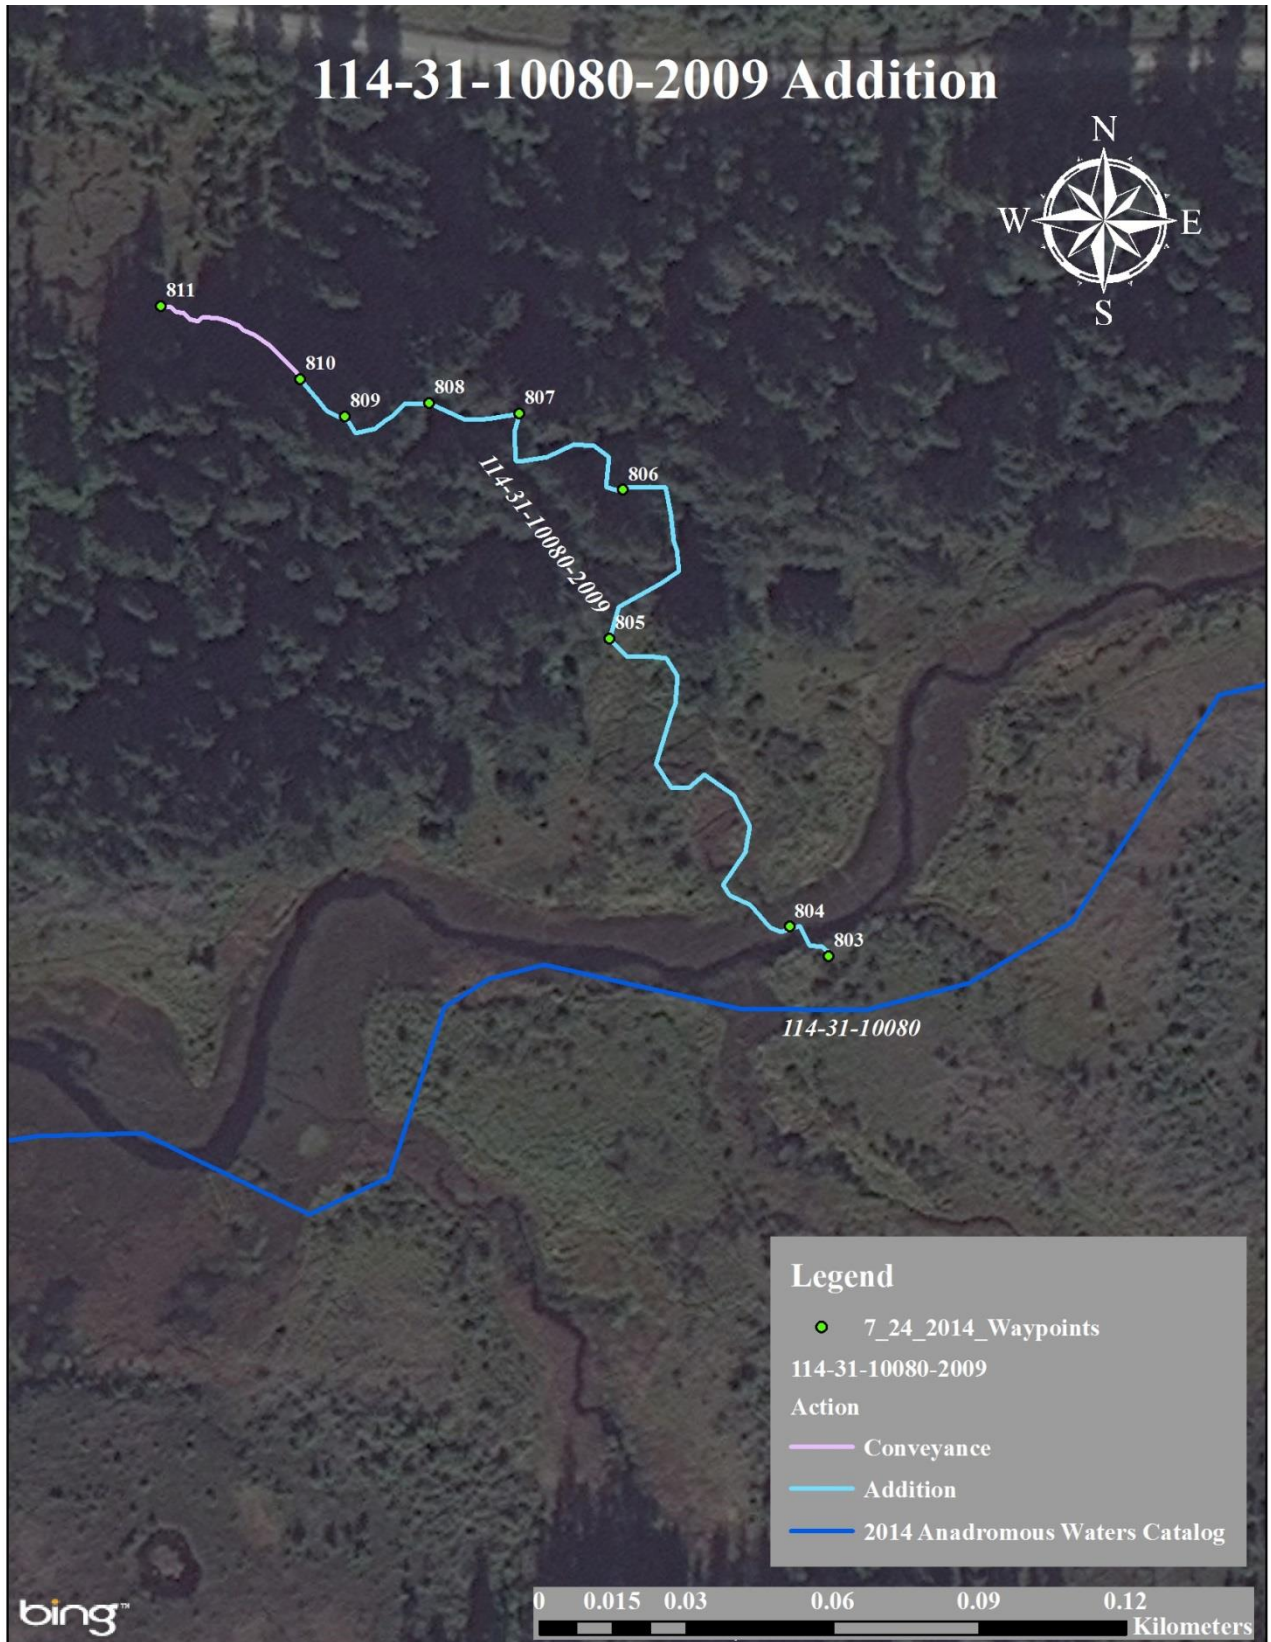 114-31-10080-2009 Addition
N
W E
S
811
810
809
808
807
806
114-31-10080-2009
805
804
803
114-31-10080
Legend
7_24_2014_Waypoints
114-31-10080-2009
Action
Conveyance
Addition
2014 Anadromous Waters Catalog
bing™
0 0.015 0.03 0.06 0.09 0.12
Kilometers